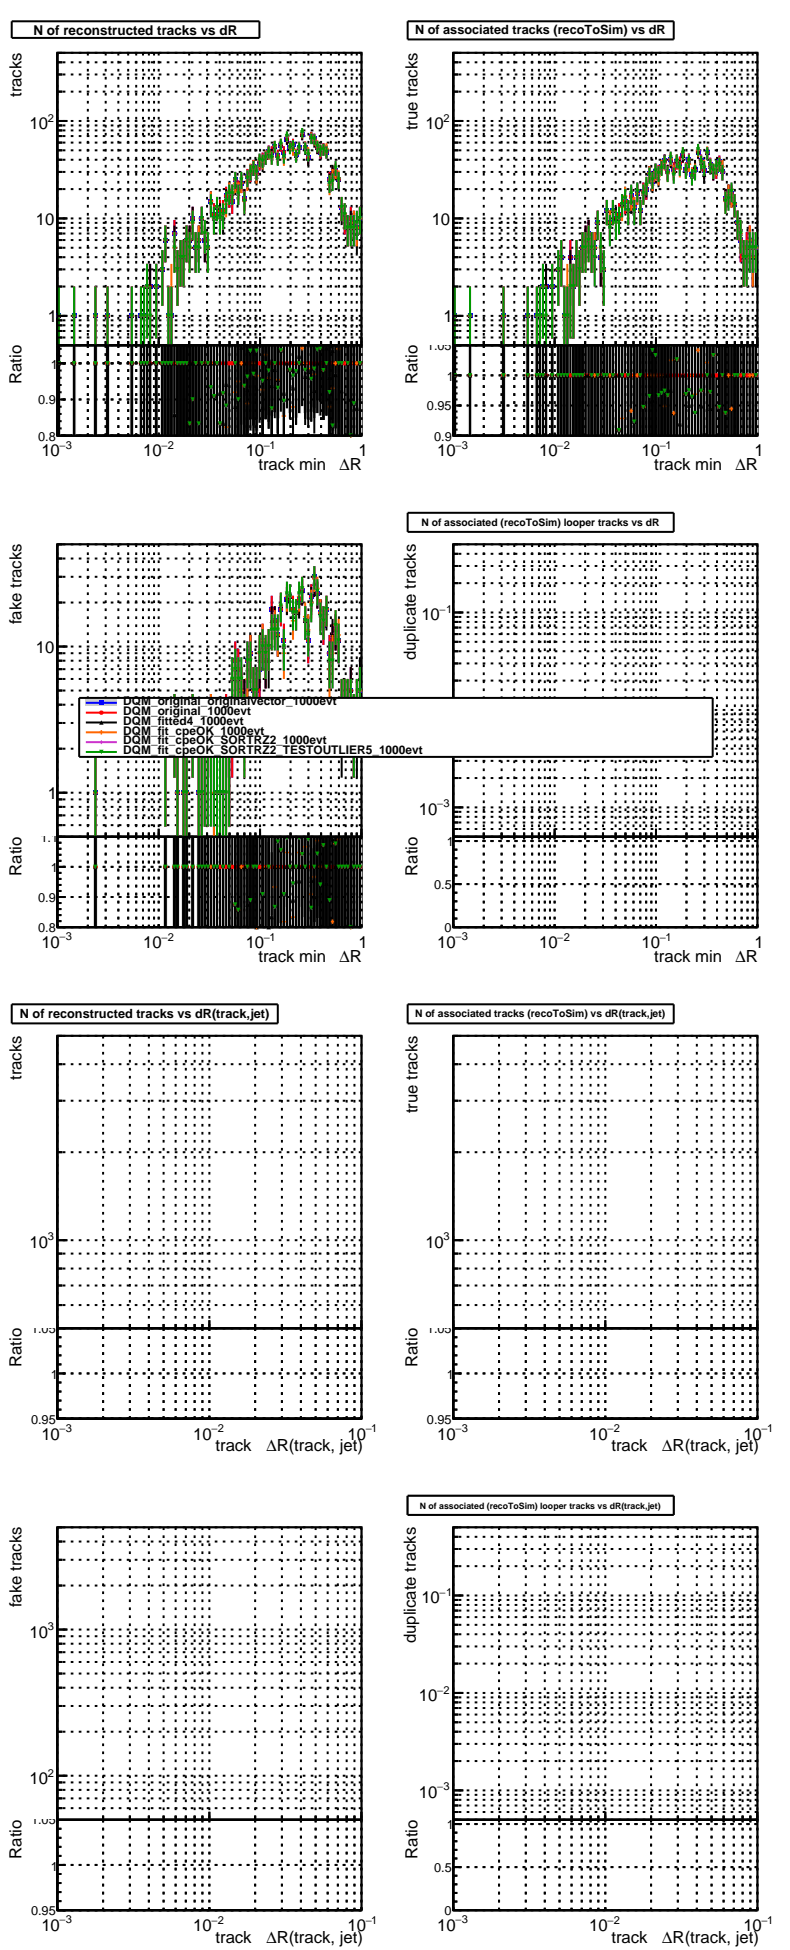 N of reconstructed tracks vs dR
N of associated tracks (recoToSim) vs dR
tracks
10²
10
1
Ratio
1
0.9
0.8
10⁻³
10⁻²
10⁻¹
1
track min ΔR
true tracks
10²
10
1
Ratio
1.05
1
0.95
0.9
10⁻³
10⁻²
10⁻¹
1
track min ΔR
N of associated (recoToSim) looper tracks vs dR
fake tracks
10
1
Ratio
1.1
1
0.9
0.8
10⁻³
10⁻²
10⁻¹
1
track min ΔR
duplicate tracks
10⁻¹
10⁻³
Ratio
1
0.5
0
10⁻³
10⁻²
10⁻¹
1
track min ΔR
DQM_original_originalvector_1000evt
DQM_original_1000evt
DQM_fitted4_1000evt
DQM_fit_cpeOK_1000evt
DQM_fit_cpeOK_SORTRZ2_1000evt
DQM_fit_cpeOK_SORTRZ2_TESTOUTLIER5_1000evt
N of reconstructed tracks vs dR(track,jet)
N of associated tracks (recoToSim) vs dR(track,jet)
tracks
10³
Ratio
1.05
1
0.95
10⁻³
10⁻²
10⁻¹
track ΔR(track, jet)
true tracks
10³
Ratio
1.05
1
0.95
10⁻³
10⁻²
10⁻¹
track ΔR(track, jet)
N of associated (recoToSim) looper tracks vs dR(track,jet)
fake tracks
10³
10²
Ratio
1.05
1
0.95
10⁻³
10⁻²
10⁻¹
track ΔR(track, jet)
duplicate tracks
10⁻¹
10⁻²
10⁻³
Ratio
1
0.5
0
10⁻³
10⁻²
10⁻¹
track ΔR(track, jet)